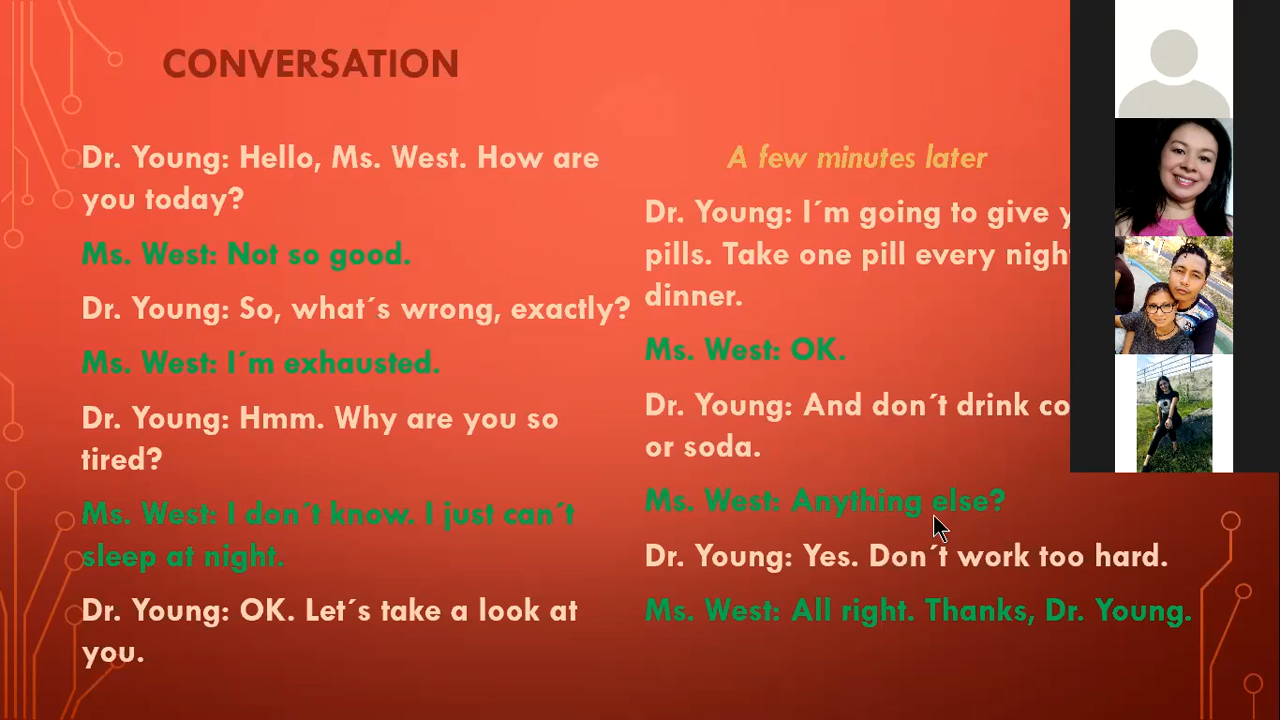 CONVERSATION
Dr. Young: Hello, Ms. West. How are
you today?
Ms. West: Not so good.
Dr. Young: So, what´s wrong, exactly?
Ms. West: I´m exhausted.
Dr. Young: Hmm. Why are you so
tired?
Ms. West: I don´t know. I just can´t
sleep at night.
Dr. Young: OK. Let´s take a look at
you.
A few minutes later
Dr. Young: I´m going to give
pills. Take one pill every
dinner.
Ms. West: OK.
Dr. Young: And don´t drink
or soda.
Ms. West: Anything else?
Dr. Young: Yes. Don´t work too hard.
Ms. West: All right. Thanks, Dr. Young.